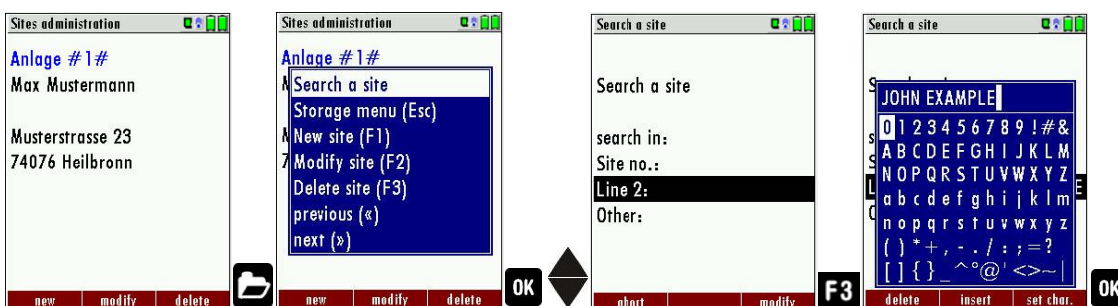 Sites administration
Anlage #1#
Max Mustermann
Musterstrasse 23
74076 Heilbronn
new modify delete
Sites administration
Anlage #1#
Search a site
Storage menu (Esc)
New site (F1)
Modify site (F2)
Delete site (F3)
previous («)
next (»)
new modify delete
OK
Search a site
Search a site
search in:
Site no.:
Line 2:
Other:
abort modify
F3
Search a site
JOHN EXAMPLE
0 1 2 3 4 5 6 7 8 9 ! # &
A B C D E F G H I J K L M
N O P Q R S T U V W X Y Z
a b c d e f g h i j k l m
n o p q r s t u v w x y z
( ) * + , - . / : ; = ?
[ ] { } _ ^ ° @ ' < > ~ |
delete insert set char.
OK